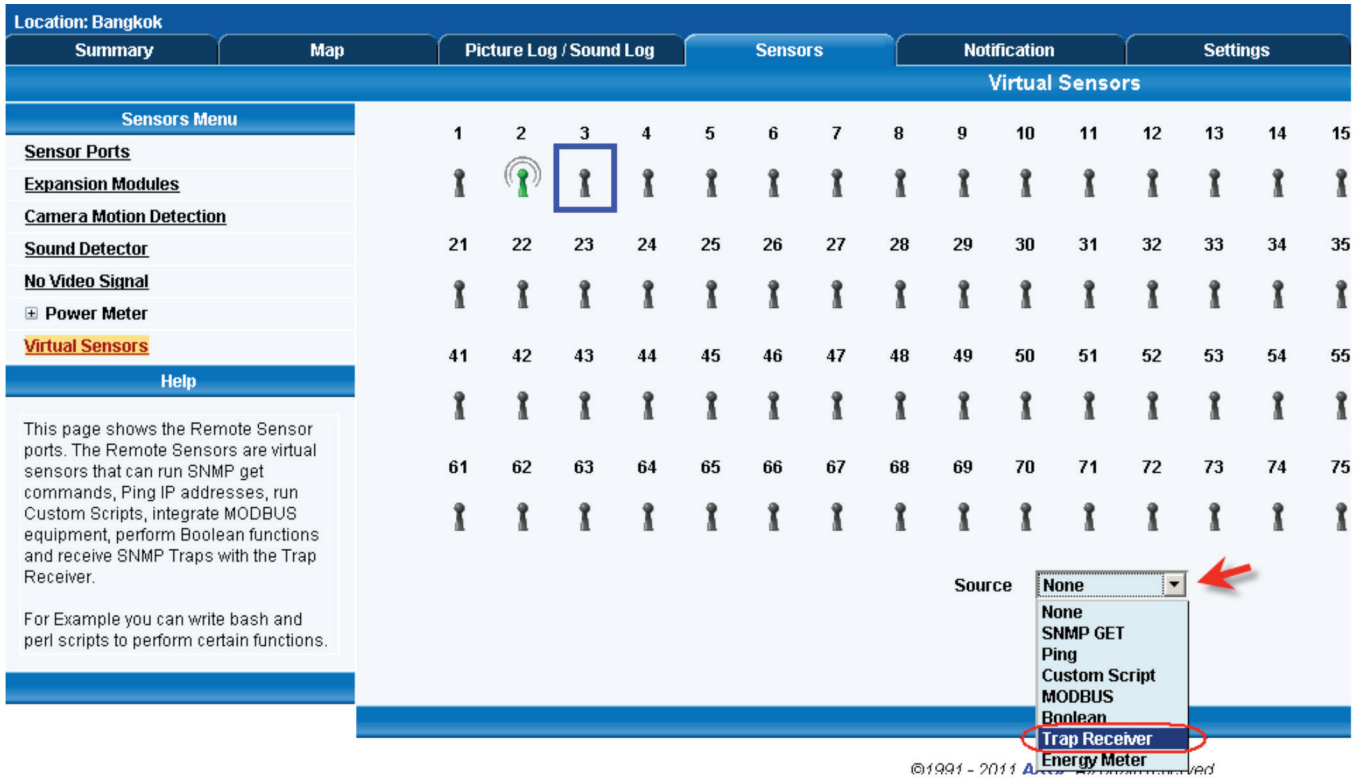 Location: Bangkok
Summary Map Picture Log / Sound Log Sensors Notification Settings
Virtual Sensors
Sensors Menu
Sensor Ports
Expansion Modules
Camera Motion Detection
Sound Detector
No Video Signal
Power Meter
Virtual Sensors
Help
This page shows the Remote Sensor
ports. The Remote Sensors are virtual
sensors that can run SNMP get
commands, Ping IP addresses, run
Custom Scripts, integrate MODBUS
equipment, perform Boolean functions
and receive SNMP Traps with the Trap
Receiver.
For Example you can write bash and
perl scripts to perform certain functions.
1 2 3 4 5 6 7 8 9 10 11 12 13 14 15
21 22 23 24 25 26 27 28 29 30 31 32 33 34 35
41 42 43 44 45 46 47 48 49 50 51 52 53 54 55
61 62 63 64 65 66 67 68 69 70 71 72 73 74 75
Source None
None
SNMP GET
Ping
Custom Script
MODBUS
Boolean
Trap Receiver
Energy Meter
©1991 - 2011